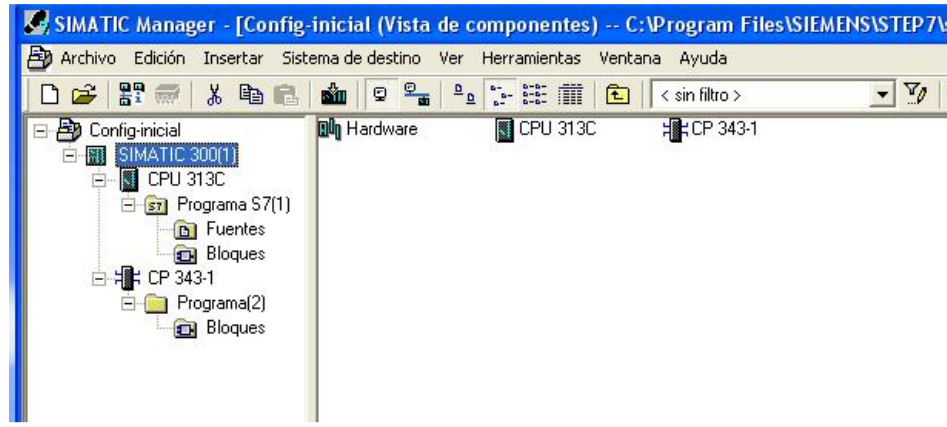 SIMATIC Manager - [Config-inicial (Vista de componentes) -- C:\Program Files\SIEMENS\STEP7\
Archivo Edición Insertar Sistema de destino Ver Herramientas Ventana Ayuda
< sin filtro >
Config-inicial
SIMATIC 300(1)
CPU 313C
Programa S7(1)
Fuentes
Bloques
CP 343-1
Programa(2)
Bloques
Hardware CPU 313C CP 343-1